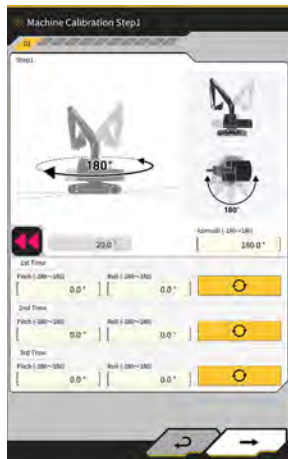 Machine Calibration Step1
01
Step1
180°
180°
Azimuth (-180~180)
20.0 °
[ 180.0 ° ]
1st Time
Pitch (-180~180) Roll (-180~180)
[ 0.0 ° ] [ 0.0 ° ]
2nd Time
Pitch (-180~180) Roll (-180~180)
[ 0.0 ° ] [ 0.0 ° ]
3rd Time
Pitch (-180~180) Roll (-180~180)
[ 0.0 ° ] [ 0.0 ° ]